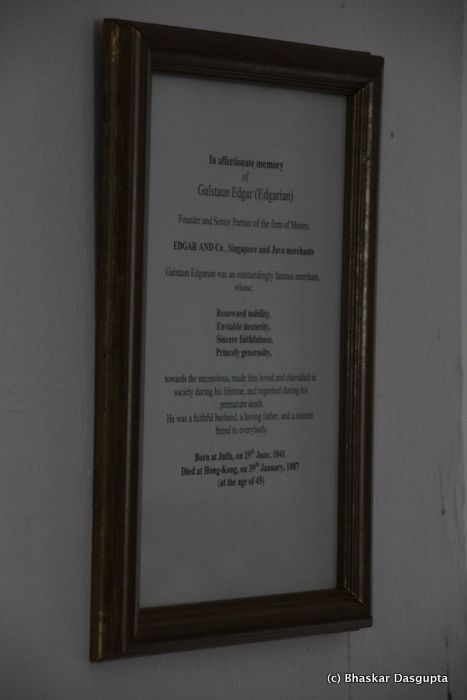 In affectionate memory
of
Galstaun Edgar (Edgarian)
Founder and Senior Partner of the firm of Messrs.
EDGAR AND Co., Singapore and Java merchants
Galstaun Edgarian was an outstandingly famous merchant,
whose:
Renowned nobility,
Enviable dexterity,
Sincere faithfulness,
Princely generosity,
towards the necessitous, made him loved and cherished in
society during his lifetime, and regretted during his
premature death.
He was a faithful husband, a loving father, and a sincere
friend to everybody.
Born at Julfa, on 29th June, 1841
Died at Hong-Kong, on 39th January, 1887
(at the age of 45)
(c) Bhaskar Dasgupta